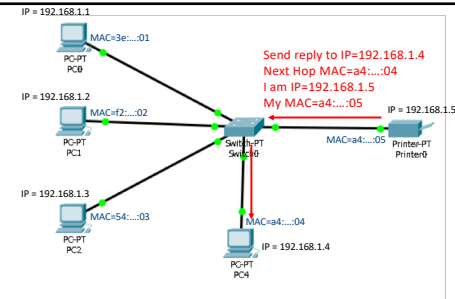 IP = 192.168.1.1
MAC=3e:...:01
PC-PT
PC0
IP = 192.168.1.2
MAC=f2:...:02
PC-PT
PC1
IP = 192.168.1.3
MAC=54:...:03
PC-PT
PC2
Send reply to IP=192.168.1.4
Next Hop MAC=a4:...:04
I am IP=192.168.1.5
My MAC=a4:...:05
IP = 192.168.1.5
Switch-PT
Switch0
MAC=a4:...:05
Printer-PT
Printer0
MAC=a4:...:04
IP = 192.168.1.4
PC-PT
PC4